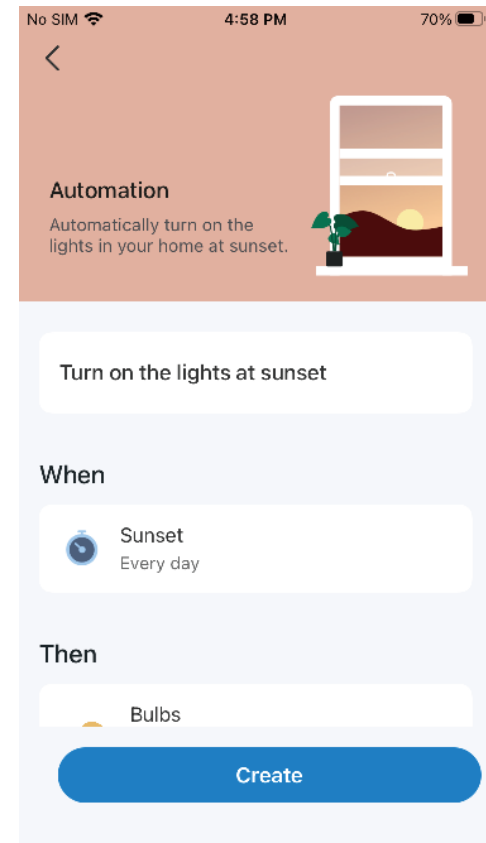 No SIM 4:58 PM 70%
Automation
Automatically turn on the
lights in your home at sunset.
Turn on the lights at sunset
When
Sunset
Every day
Then
Bulbs
Create